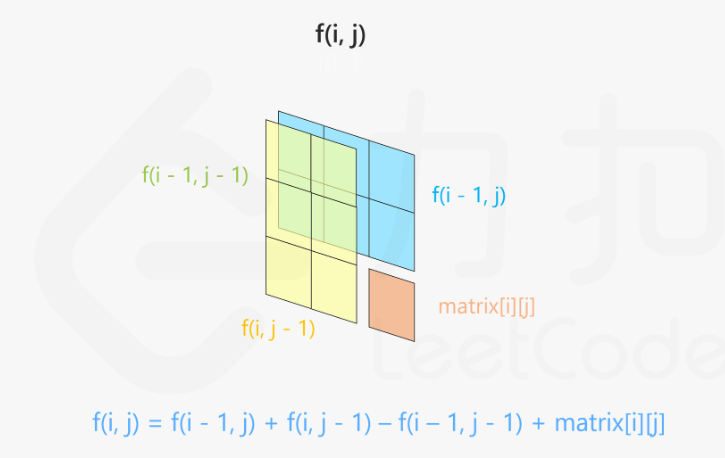 f(i, j)
f(i - 1, j - 1)
f(i - 1, j)
matrix[i][j]
f(i, j - 1)
力扣
LeetCode
f(i, j) = f(i - 1, j) + f(i, j - 1) – f(i – 1, j - 1) + matrix[i][j]